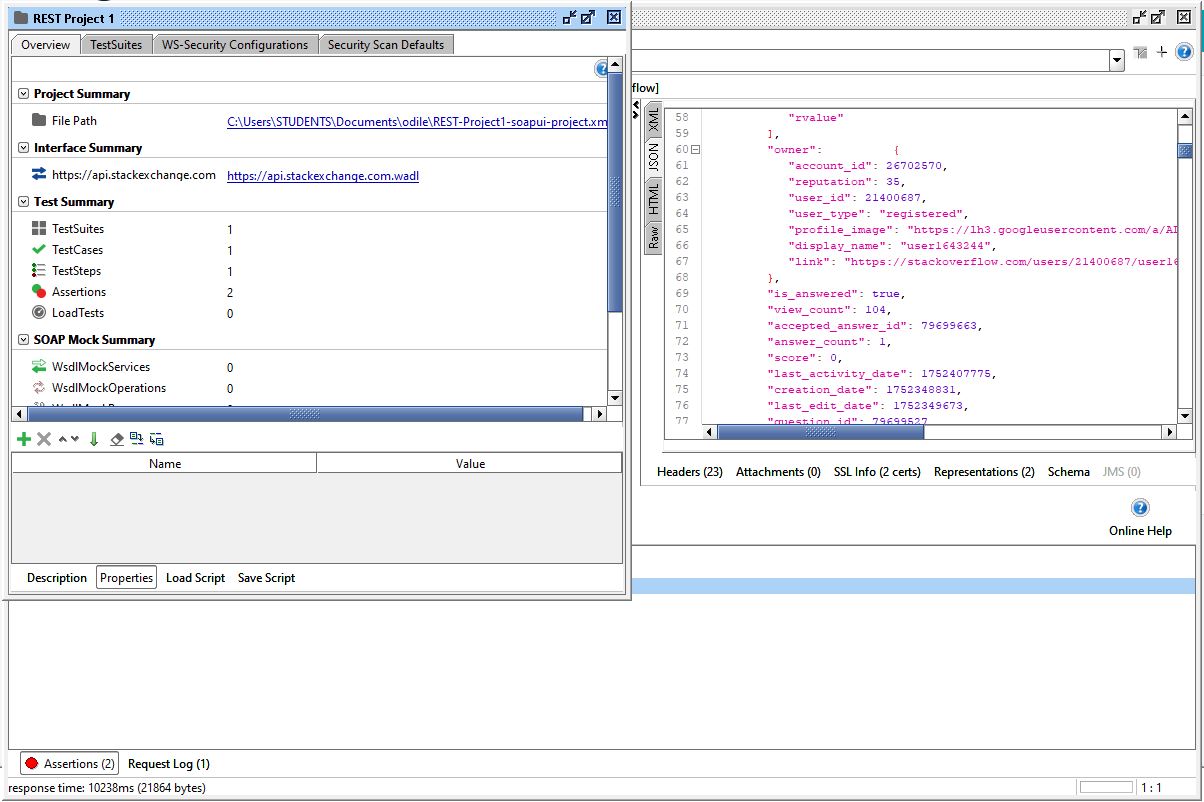 REST Project 1
Overview TestSuites WS-Security Configurations Security Scan Defaults
Project Summary
File Path C:\Users\STUDENTS\Documents\odile\REST-Project1-soapui-project.xm
Interface Summary
https://api.stackexchange.com https://api.stackexchange.com.wadl
Test Summary
TestSuites 1
TestCases 1
TestSteps 1
Assertions 2
LoadTests 0
SOAP Mock Summary
WsdlMockServices 0
WsdlMockOperations 0
Name Value
Description Properties Load Script Save Script
flow]
XML
JSON
HTML
Raw
58 "rvalue"
59 ],
60 "owner": {
61 "account_id": 26702570,
62 "reputation": 35,
63 "user_id": 21400687,
64 "user_type": "registered",
65 "profile_image": "https://lh3.googleusercontent.com/a/AI
66 "display_name": "user1643244",
67 "link": "https://stackoverflow.com/users/21400687/user16
68 },
69 "is_answered": true,
70 "view_count": 104,
71 "accepted_answer_id": 79699663,
72 "answer_count": 1,
73 "score": 0,
74 "last_activity_date": 1752407775,
75 "creation_date": 1752348831,
76 "last_edit_date": 1752349673,
77 "question_id": 79699527
Headers (23) Attachments (0) SSL Info (2 certs) Representations (2) Schema JMS (0)
Online Help
Assertions (2) Request Log (1)
response time: 10238ms (21864 bytes)
1 : 1